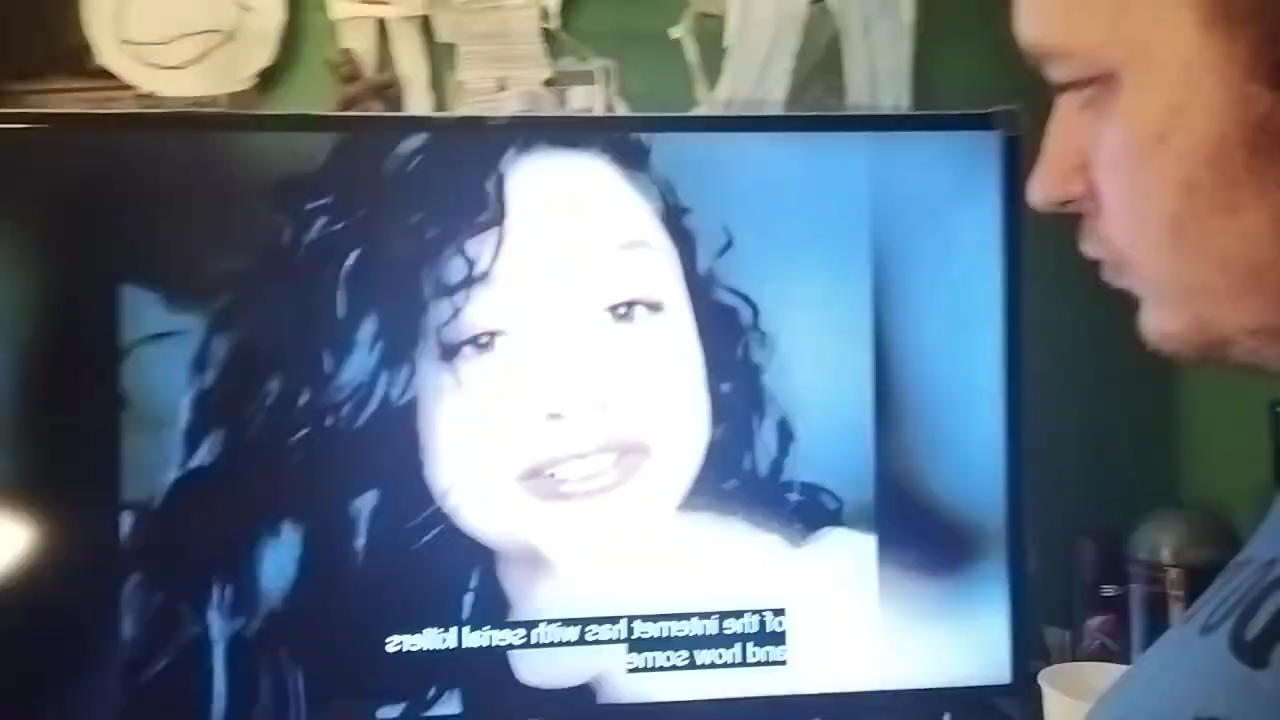 of the internet has with serial killers
and how some